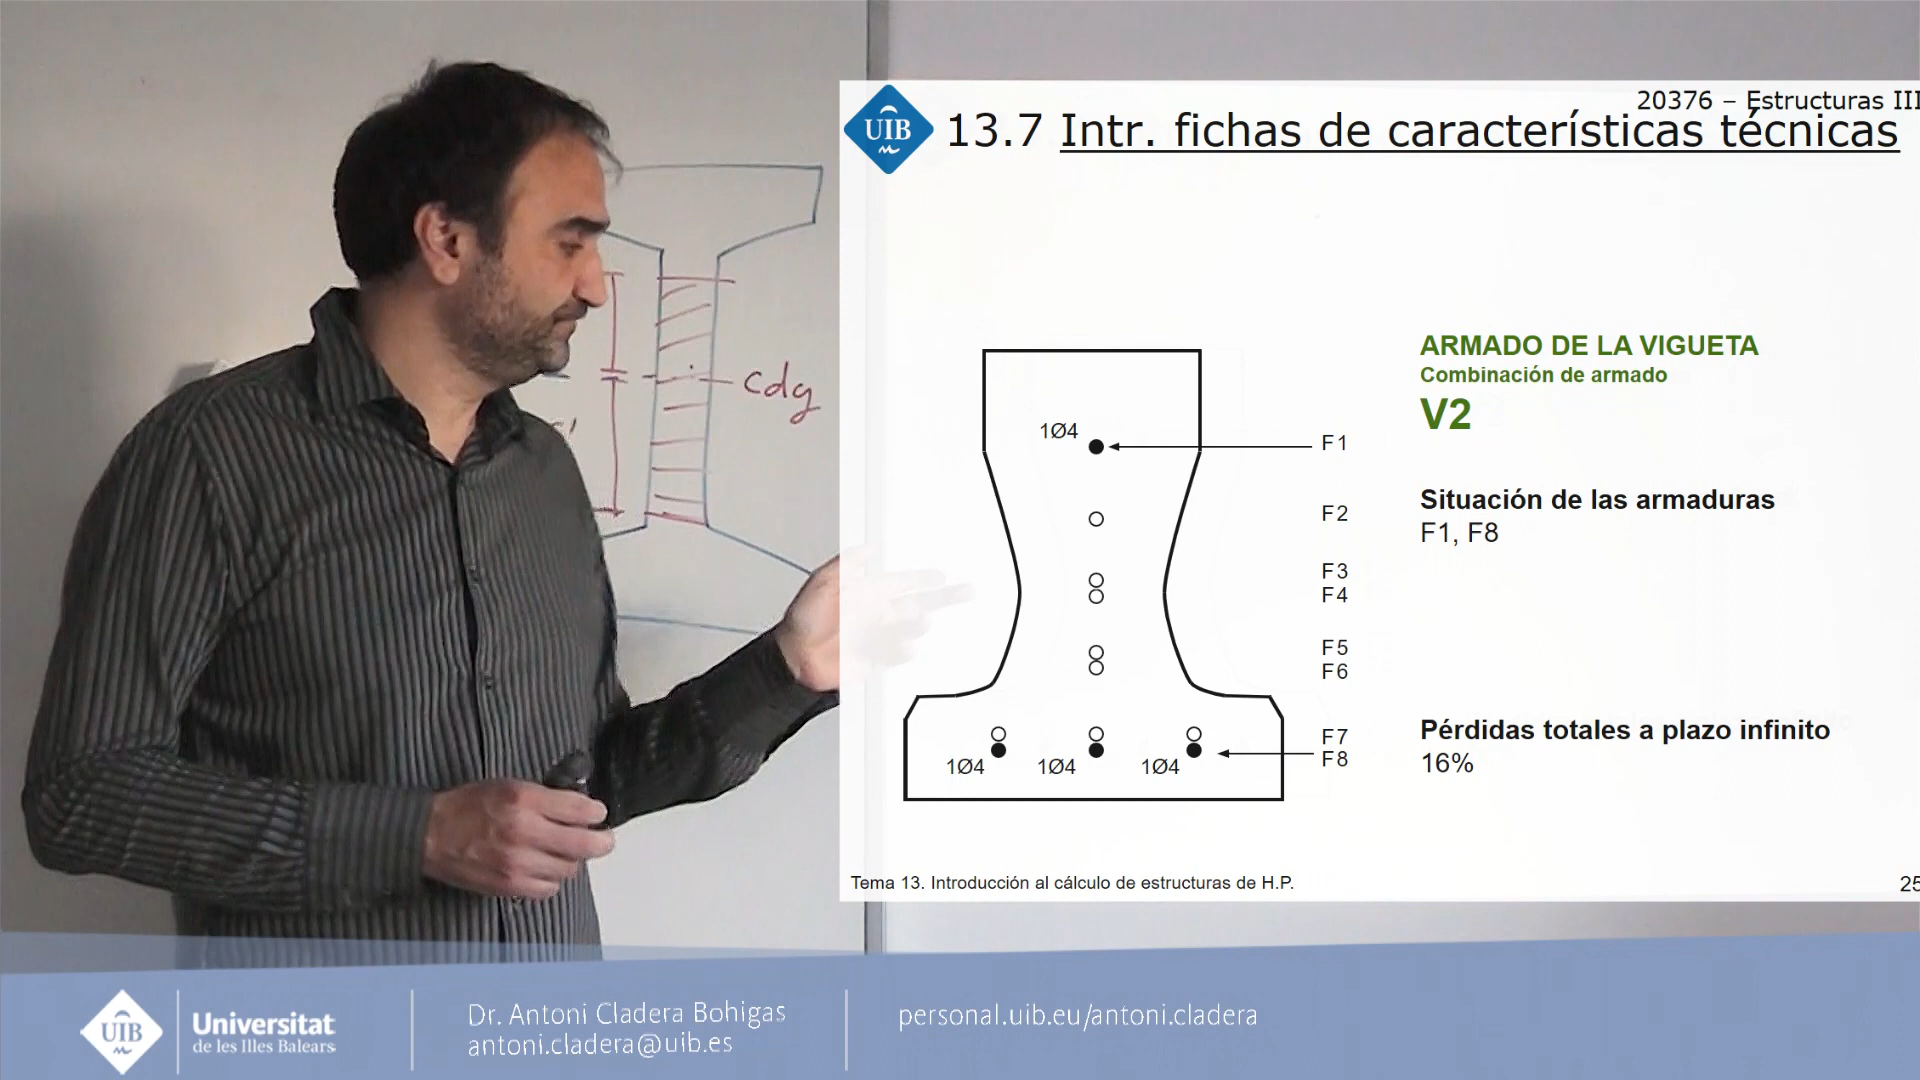 20376 – Estructuras III
UIB
13.7 Intr. fichas de características técnicas
cdg
ARMADO DE LA VIGUETA
Combinación de armado
V2
1Ø4
F1
Situación de las armaduras
F1, F8
F2
F3
F4
F5
F6
Pérdidas totales a plazo infinito
16%
F7
F8
1Ø4 1Ø4 1Ø4
Tema 13. Introducción al cálculo de estructuras de H.P.
25
UIB
Universitat
de les Illes Balears
Dr. Antoni Cladera Bohigas
antoni.cladera@uib.es
personal.uib.eu/antoni.cladera